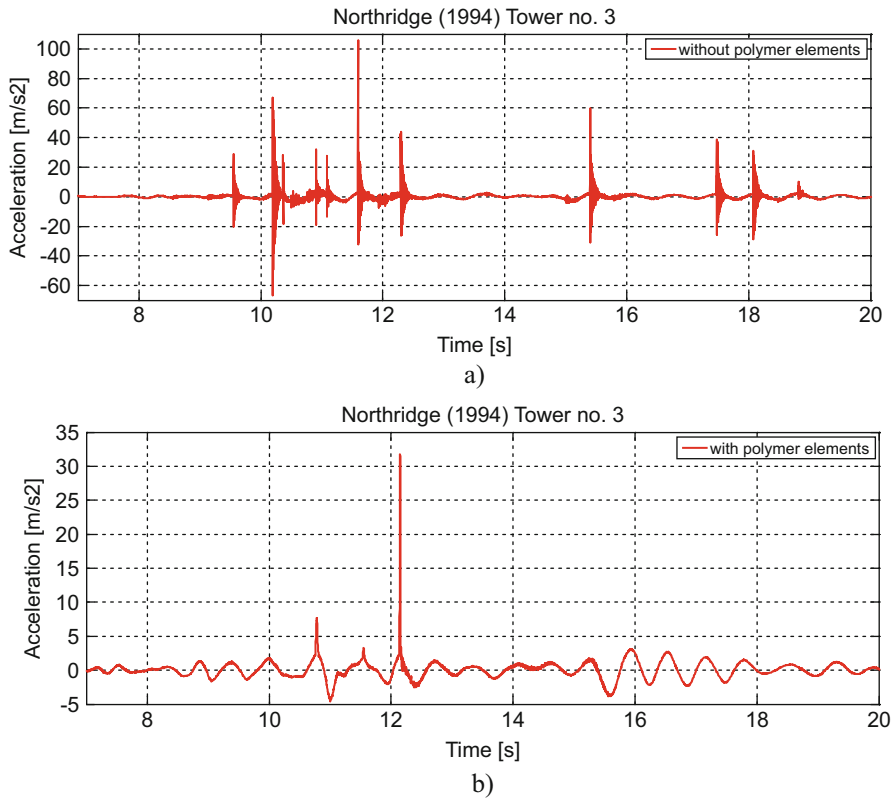 Northridge (1994) Tower no. 3
without polymer elements
Acceleration [m/s2]
100
80
60
40
20
0
-20
-40
-60
8 10 12 14 16 18 20
Time [s]
a)
Northridge (1994) Tower no. 3
with polymer elements
Acceleration [m/s2]
35
30
25
20
15
10
5
0
-5
8 10 12 14 16 18 20
Time [s]
b)